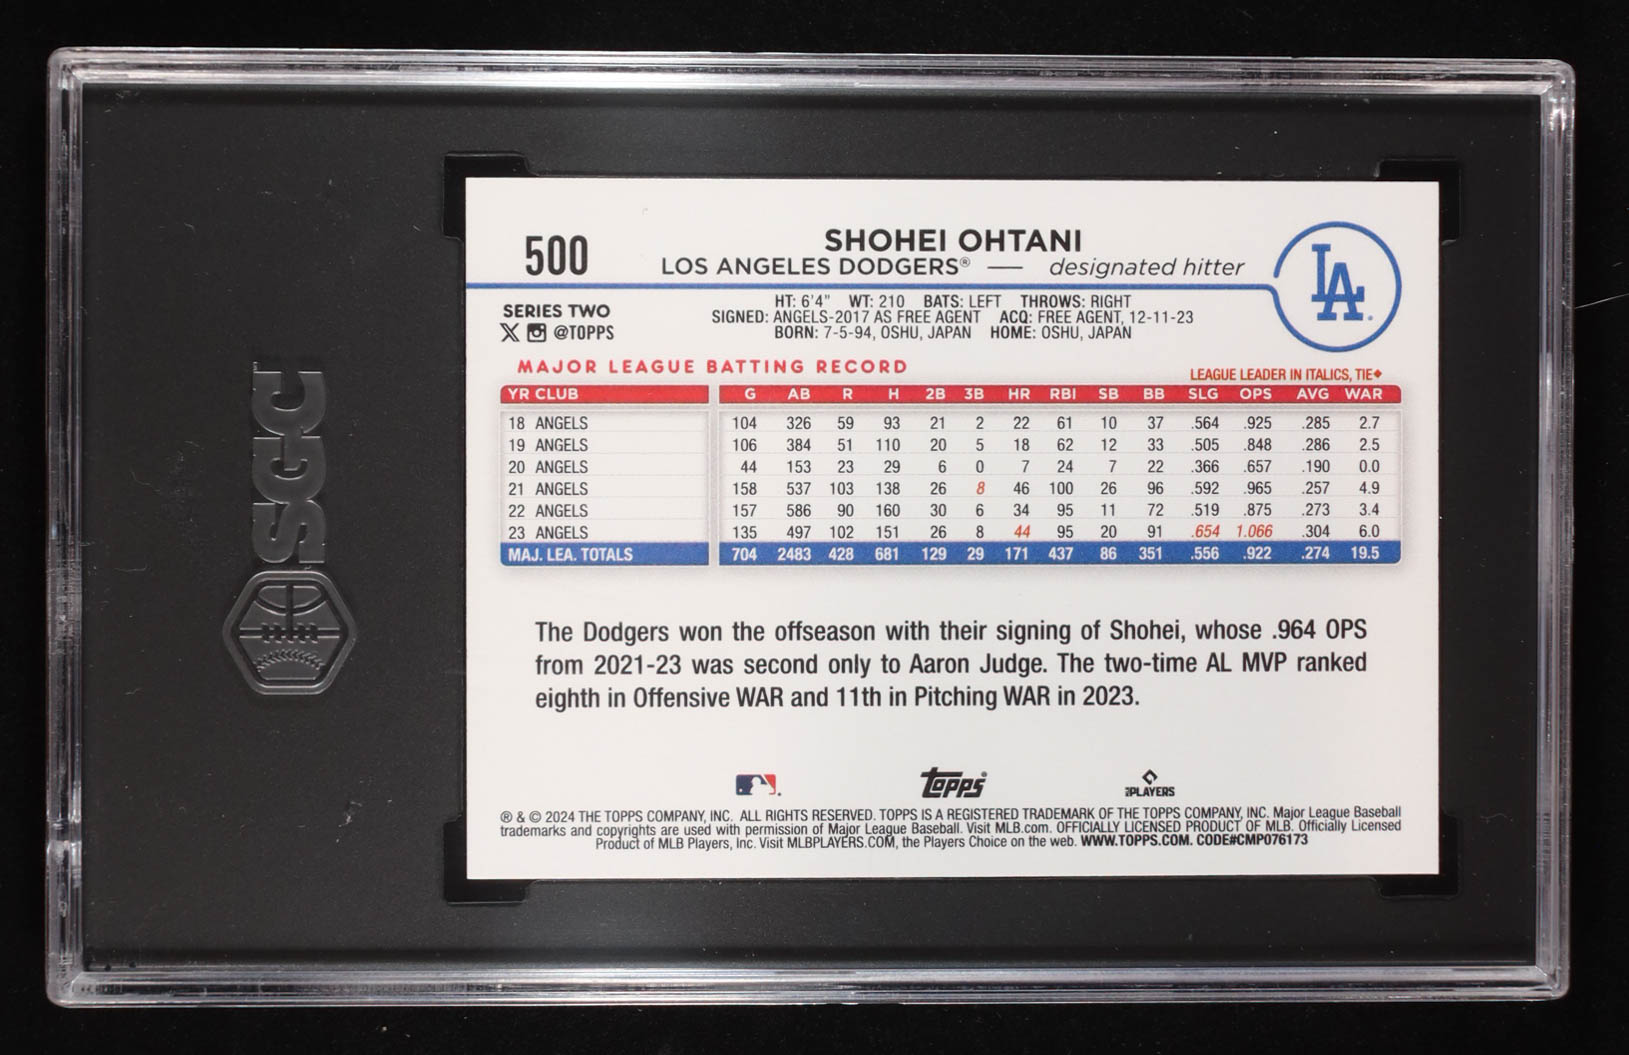 SGC
500
SHOHEI OHTANI
LOS ANGELES DODGERS® — designated hitter
LA
SERIES TWO
X @TOPPS
HT: 6'4" WT: 210 BATS: LEFT THROWS: RIGHT
SIGNED: ANGELS-2017 AS FREE AGENT ACQ: FREE AGENT, 12-11-23
BORN: 7-5-94, OSHU, JAPAN HOME: OSHU, JAPAN
MAJOR LEAGUE BATTING RECORD
LEAGUE LEADER IN ITALICS, TIE♦
YR CLUB G AB R H 2B 3B HR RBI SB BB SLG OPS AVG WAR
18 ANGELS 104 326 59 93 21 2 22 61 10 37 .564 .925 .285 2.7
19 ANGELS 106 384 51 110 20 5 18 62 12 33 .505 .848 .286 2.5
20 ANGELS 44 153 23 29 6 0 7 24 7 22 .366 .657 .190 0.0
21 ANGELS 158 537 103 138 26 8 46 100 26 96 .592 .965 .257 4.9
22 ANGELS 157 586 90 160 30 6 34 95 11 72 .519 .875 .273 3.4
23 ANGELS 135 497 102 151 26 8 44 95 20 91 .654 1.066 .304 6.0
MAJ. LEA. TOTALS 704 2483 428 681 129 29 171 437 86 351 .556 .922 .274 19.5
The Dodgers won the offseason with their signing of Shohei, whose .964 OPS
from 2021-23 was second only to Aaron Judge. The two-time AL MVP ranked
eighth in Offensive WAR and 11th in Pitching WAR in 2023.
Topps
PLAYERS
® & © 2024 THE TOPPS COMPANY, INC. ALL RIGHTS RESERVED. TOPPS IS A REGISTERED TRADEMARK OF THE TOPPS COMPANY, INC. Major League Baseball
trademarks and copyrights are used with permission of Major League Baseball. Visit MLB.com. OFFICIALLY LICENSED PRODUCT OF MLB. Officially Licensed
Product of MLB Players, Inc. Visit MLBPLAYERS.COM, the Players Choice on the web. WWW.TOPPS.COM. CODE#CMP076173